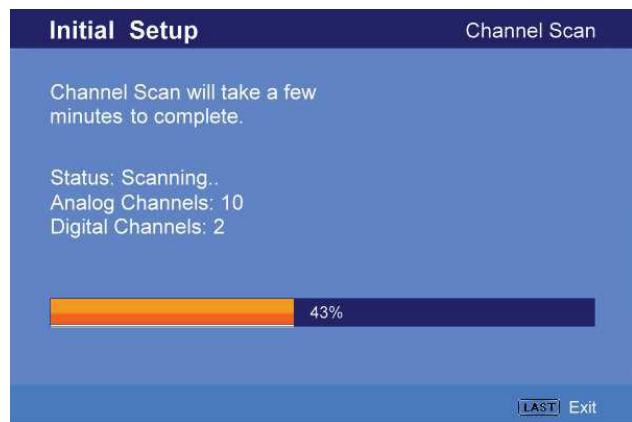 Initial Setup
Channel Scan
Channel Scan will take a few
minutes to complete.
Status: Scanning..
Analog Channels: 10
Digital Channels: 2
43%
LAST Exit